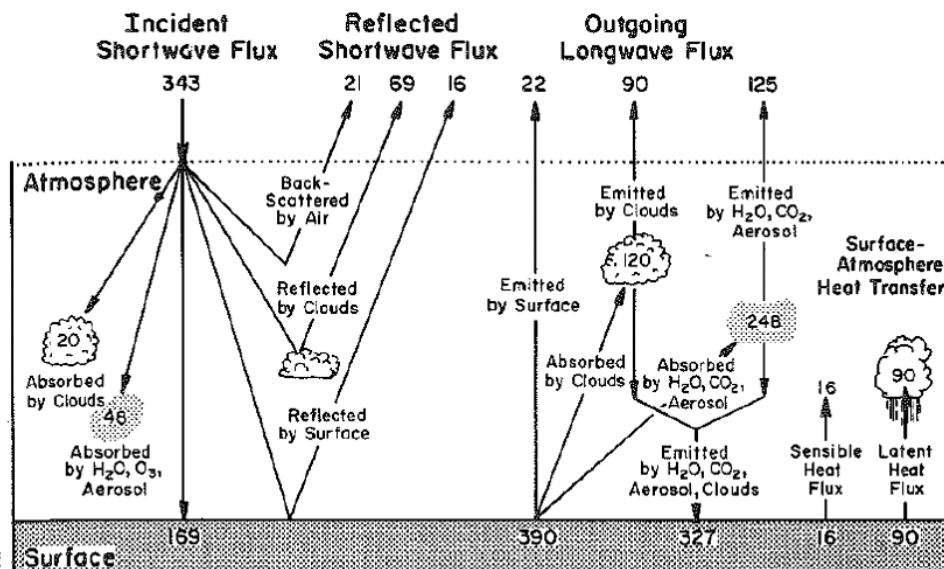 Incident
Shortwave Flux
343
Reflected
Shortwave Flux
21 69 16
Outgoing
Longwave Flux
22 90 125
Atmosphere
Back-
Scattered
by Air
Emitted
by Clouds
Emitted
by H₂O, CO₂,
Aerosol
Surface-
Atmosphere
Heat Transfer
120
Reflected
by Clouds
Emitted
by Surface
20
248
Absorbed
by Clouds
Absorbed
by Clouds
Absorbed
by H₂O, CO₂,
Aerosol
16
90
48
Reflected
by Surface
Absorbed
by H₂O, O₃,
Aerosol
Emitted
by H₂O, CO₂,
Aerosol, Clouds
Sensible
Heat
Flux
Latent
Heat
Flux
169 390 327 16 90
Surface